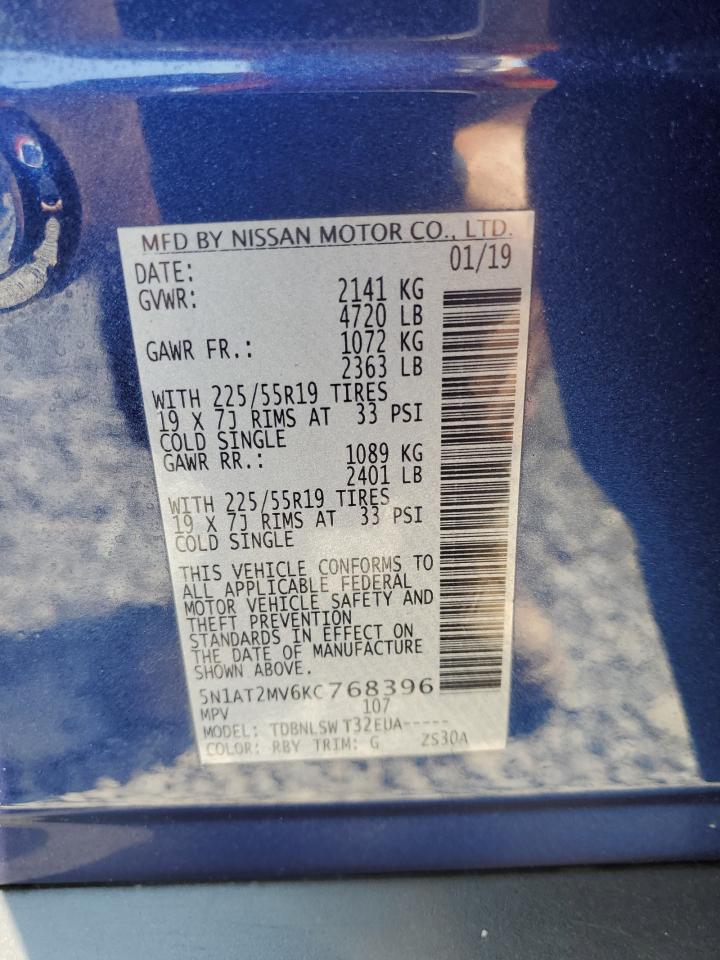 MFD BY NISSAN MOTOR CO., LTD.
DATE: 01/19
GVWR: 2141 KG
4720 LB
GAWR FR.: 1072 KG
2363 LB
WITH 225/55R19 TIRES
19 X 7J RIMS AT 33 PSI
COLD SINGLE
GAWR RR.: 1089 KG
2401 LB
WITH 225/55R19 TIRES
19 X 7J RIMS AT 33 PSI
COLD SINGLE
THIS VEHICLE CONFORMS TO
ALL APPLICABLE FEDERAL
MOTOR VEHICLE SAFETY AND
THEFT PREVENTION
STANDARDS IN EFFECT ON
THE DATE OF MANUFACTURE
SHOWN ABOVE.
5N1AT2MV6KC768396
MPV 107
MODEL: TDBNLSW T32EUA-----
COLOR: RBY TRIM: G ZS30A